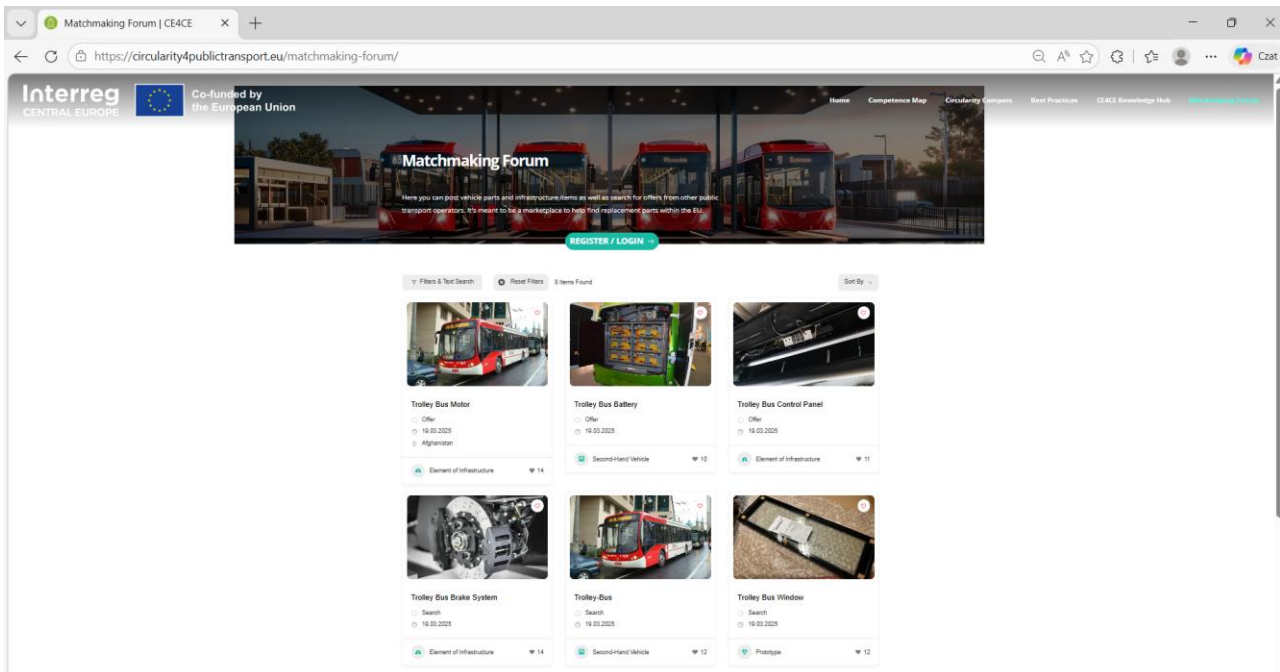 Matchmaking Forum | CE4CE
https://circularity4publictransport.eu/matchmaking-forum/
Czat
Interreg
CENTRAL EUROPE
Co-funded by
the European Union
Home
Competence Map
Circularity Compass
Best Practices
CE4CE Knowledge Hub
Matchmaking Forum
Matchmaking Forum
Here you can post vehicle parts and infrastructure items as well as search for offers from other public
transport operators. It's meant to be a marketplace to help find replacement parts within the EU.
REGISTER / LOGIN →
Filters & Text Search
Reset Filters
8 Items Found
Sort By
Trolley Bus Motor
Offer
19.03.2025
Afghanistan
Element of Infrastructure
14
Trolley Bus Battery
Offer
19.03.2025
Second-Hand Vehicle
10
Trolley Bus Control Panel
Offer
19.03.2025
Element of Infrastructure
11
Trolley Bus Brake System
Search
19.03.2025
Element of Infrastructure
14
Trolley-Bus
Search
19.03.2025
Second-Hand Vehicle
12
Trolley Bus Window
Search
19.03.2025
Prototype
12